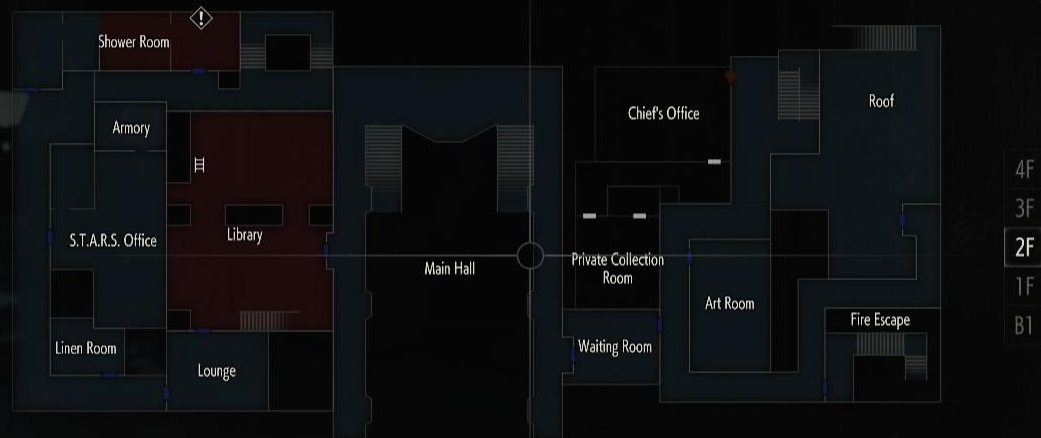 !
Shower Room
Chief's Office
Roof
Armory
4F
3F
S.T.A.R.S. Office
Library
2F
Main Hall
Private Collection
Room
1F
Art Room
Fire Escape
B1
Linen Room
Waiting Room
Lounge